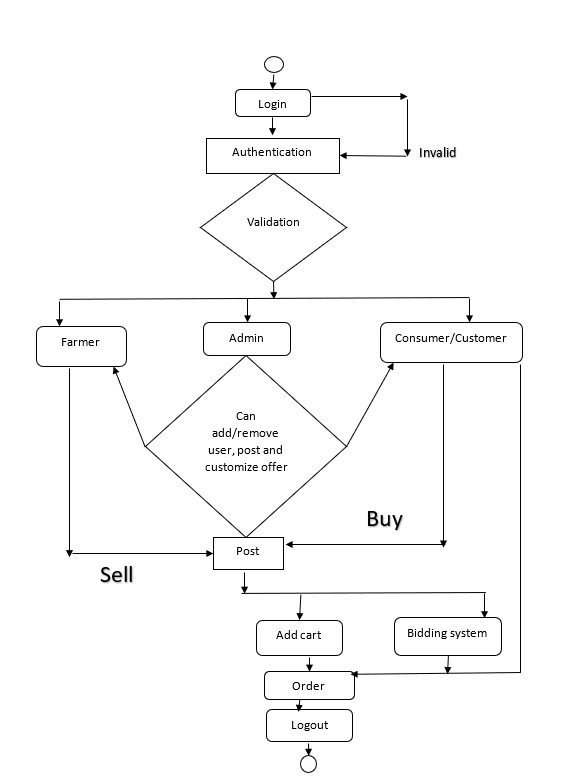 Login
Invalid
Authentication
Validation
Farmer
Admin
Consumer/Customer
Can
add/remove
user, post and
customize offer
Buy
Post
Sell
Add cart
Bidding system
Order
Logout